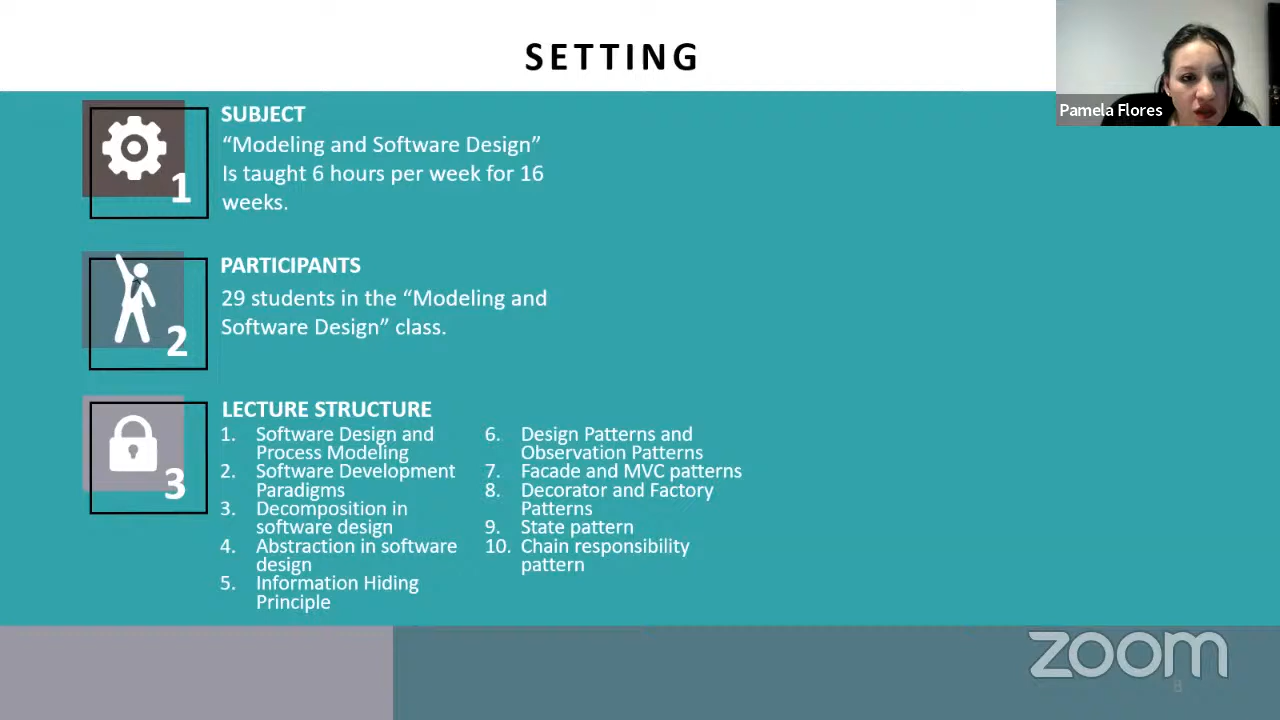 SETTING
Pamela Flores
1
SUBJECT
“Modeling and Software Design”
Is taught 6 hours per week for 16
weeks.
2
PARTICIPANTS
29 students in the “Modeling and
Software Design” class.
3
LECTURE STRUCTURE
1. Software Design and
Process Modeling
2. Software Development
Paradigms
3. Decomposition in
software design
4. Abstraction in software
design
5. Information Hiding
Principle
6. Design Patterns and
Observation Patterns
7. Facade and MVC patterns
8. Decorator and Factory
Patterns
9. State pattern
10. Chain responsibility
pattern
zoom
8